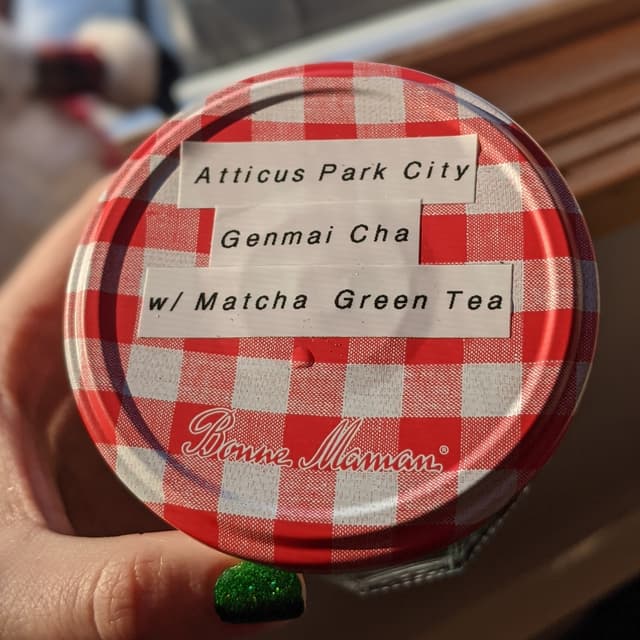 Atticus Park City
Genmai Cha
w/ Matcha Green Tea
Bonne Maman®